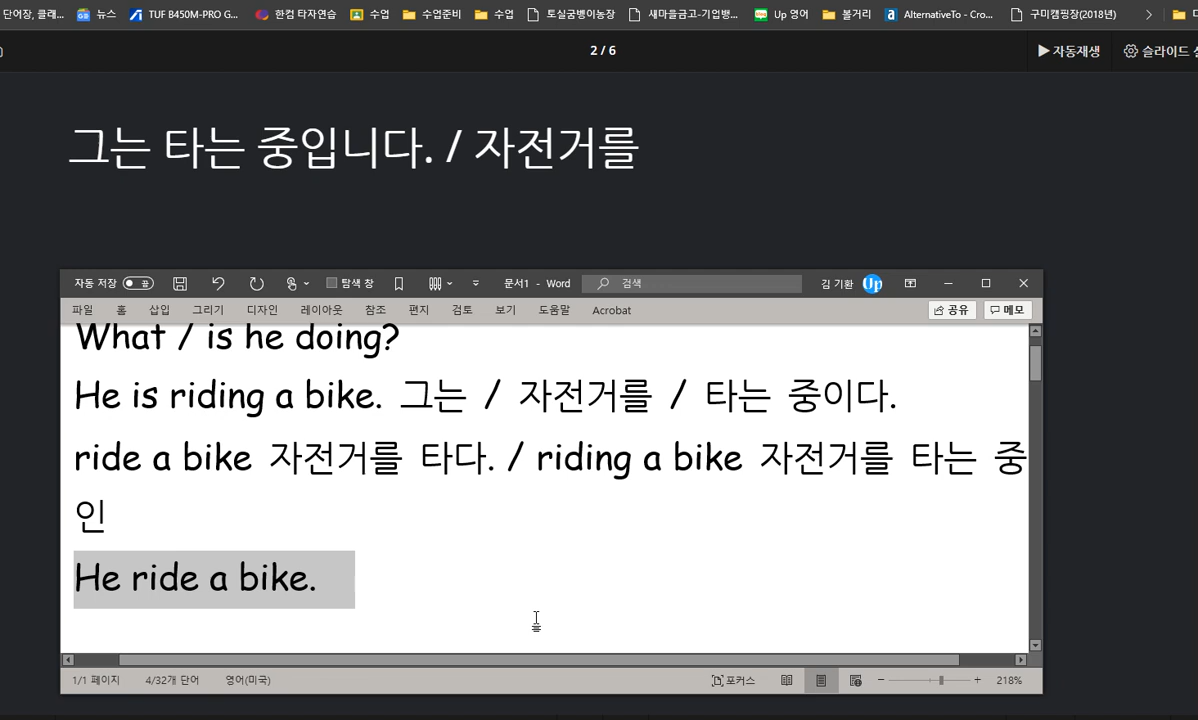 단어장, 클래... 뉴스 TUF B450M-PRO G... 한컴 타자연습 수업 수업준비 수업 토실굼벵이농장 새마을금고-기업뱅... Up 영어 볼거리 AlternativeTo - Cro... 구미캠핑장(2018년)
2 / 6 자동재생 슬라이드
그는 타는 중입니다. / 자전거를
자동 저장 끔 탐색 창 문서1 - Word 검색 김 기환 Up
파일 홈 삽입 그리기 디자인 레이아웃 참조 편지 검토 보기 도움말 Acrobat 공유 메모
What / is he doing?
He is riding a bike. 그는 / 자전거를 / 타는 중이다.
ride a bike 자전거를 타다. / riding a bike 자전거를 타는 중
인
He ride a bike.
1/1 페이지 4/32개 단어 영어(미국) 포커스 218%